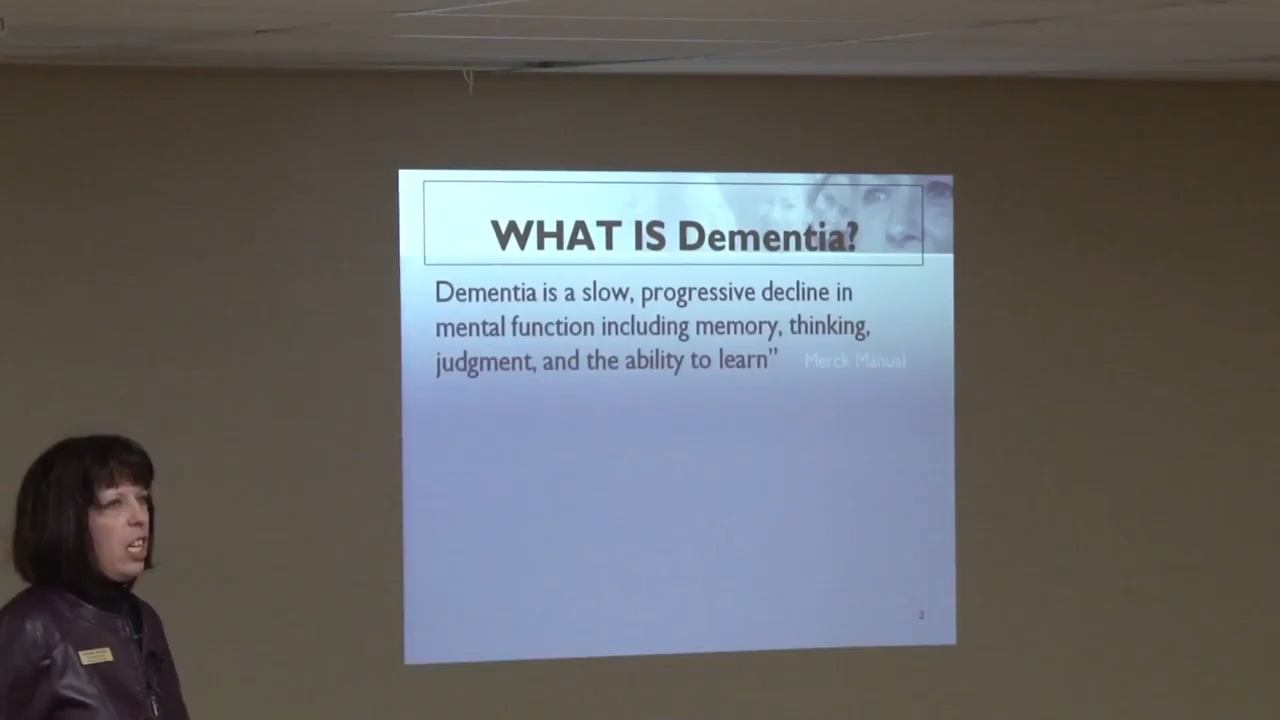 WHAT IS Dementia?
Dementia is a slow, progressive decline in
mental function including memory, thinking,
judgment, and the ability to learn” Merck Manual
2